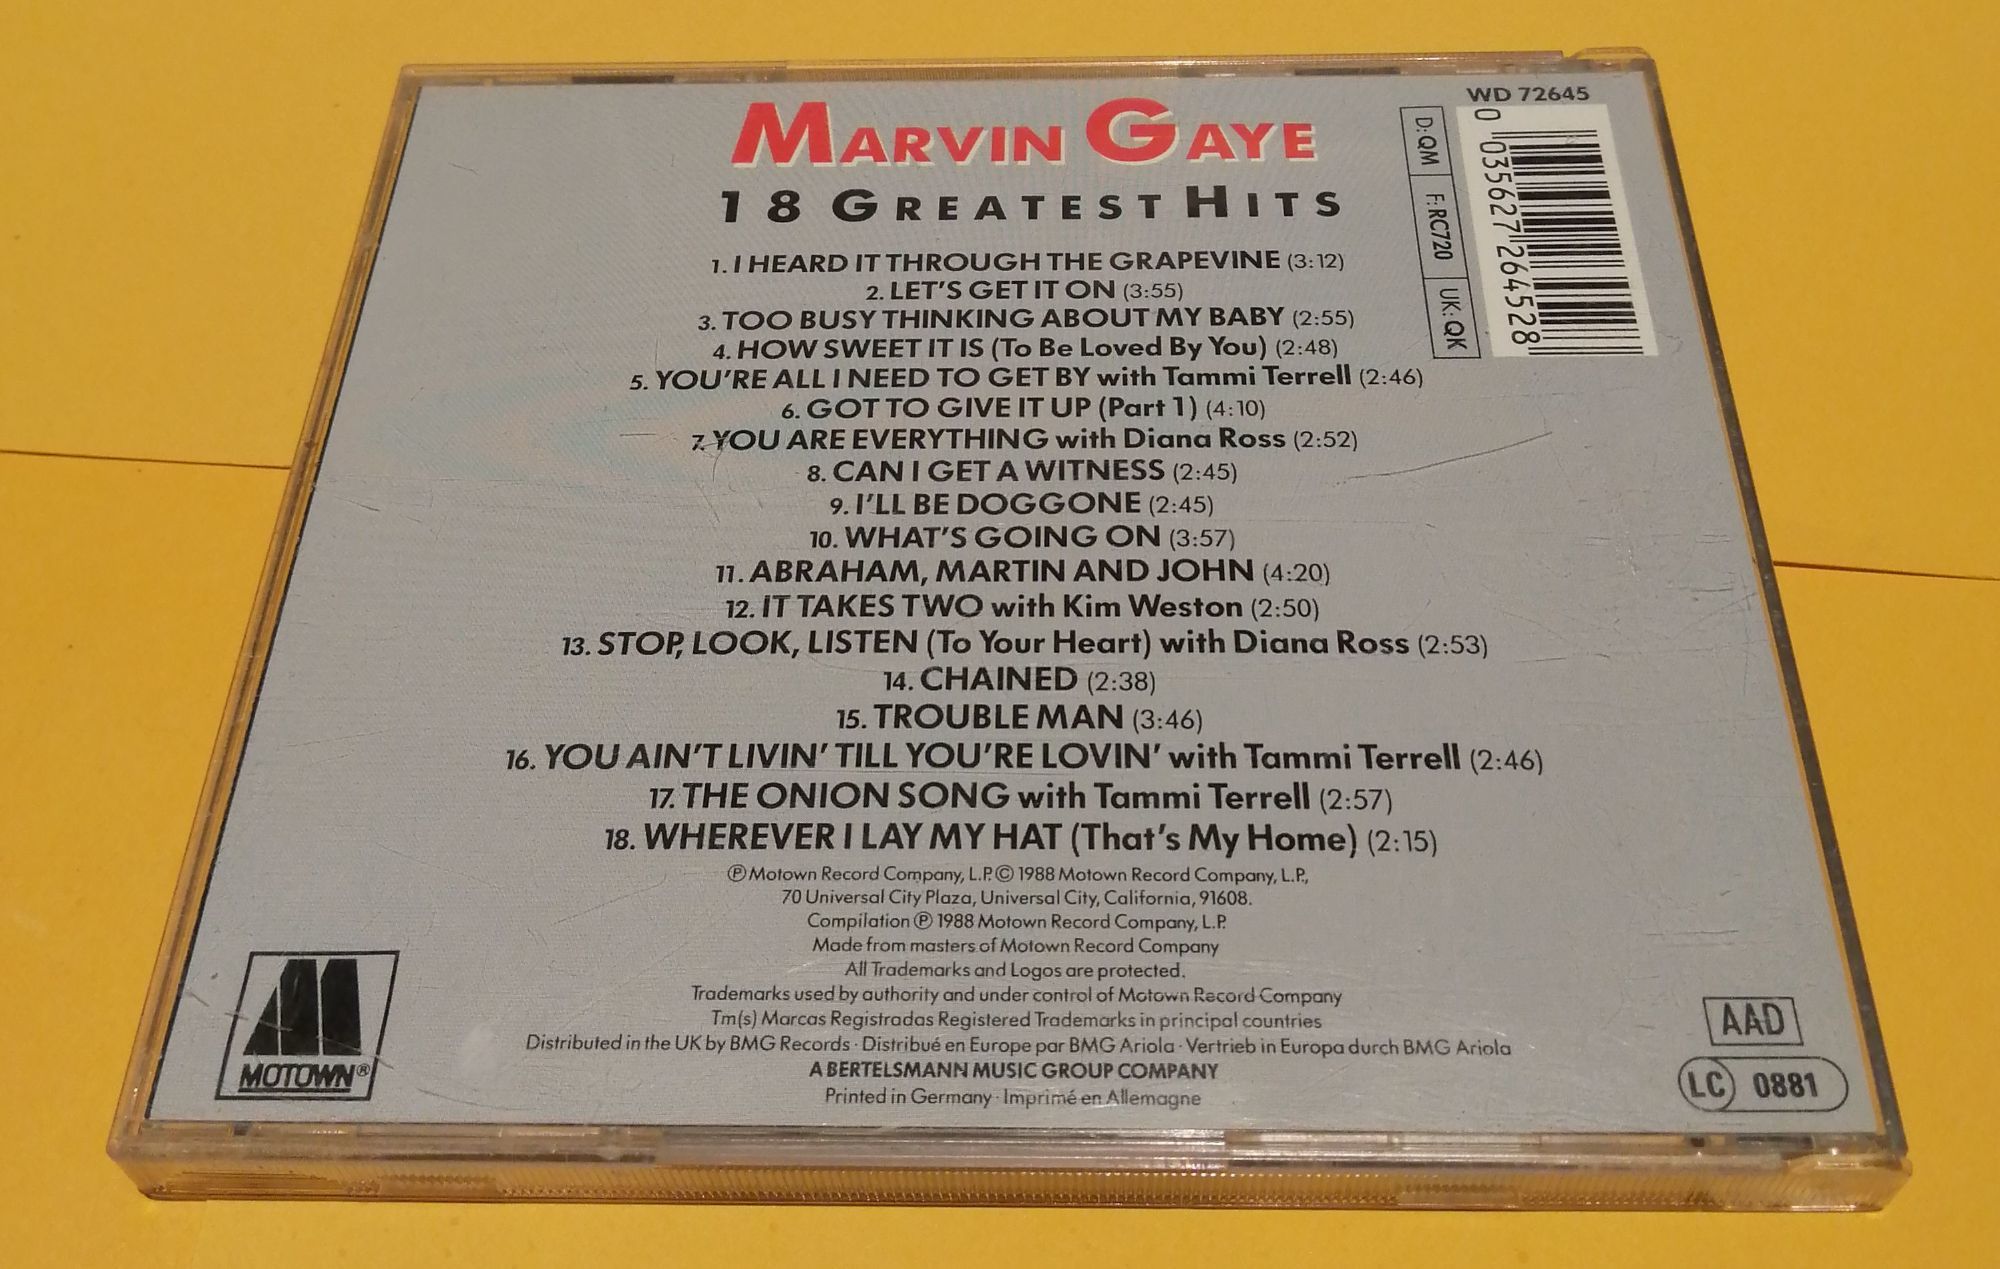 MARVIN GAYE
18 GREATEST HITS
WD 72645
D:QM F:RC720 UK:QK
0 035627 264528
1. I HEARD IT THROUGH THE GRAPEVINE (3:12)
2. LET'S GET IT ON (3:55)
3. TOO BUSY THINKING ABOUT MY BABY (2:55)
4. HOW SWEET IT IS (To Be Loved By You) (2:48)
5. YOU'RE ALL I NEED TO GET BY with Tammi Terrell (2:46)
6. GOT TO GIVE IT UP (Part 1) (4:10)
7. YOU ARE EVERYTHING with Diana Ross (2:52)
8. CAN I GET A WITNESS (2:45)
9. I'LL BE DOGGONE (2:45)
10. WHAT'S GOING ON (3:57)
11. ABRAHAM, MARTIN AND JOHN (4:20)
12. IT TAKES TWO with Kim Weston (2:50)
13. STOP, LOOK, LISTEN (To Your Heart) with Diana Ross (2:53)
14. CHAINED (2:38)
15. TROUBLE MAN (3:46)
16. YOU AIN'T LIVIN' TILL YOU'RE LOVIN' with Tammi Terrell (2:46)
17. THE ONION SONG with Tammi Terrell (2:57)
18. WHEREVER I LAY MY HAT (That's My Home) (2:15)
℗ Motown Record Company, L.P. © 1988 Motown Record Company, L.P.,
70 Universal City Plaza, Universal City, California, 91608.
Compilation ℗ 1988 Motown Record Company, L.P.
Made from masters of Motown Record Company
All Trademarks and Logos are protected.
Trademarks used by authority and under control of Motown Record Company
Tm(s) Marcas Registradas Registered Trademarks in principal countries
Distributed in the UK by BMG Records · Distribué en Europe par BMG Ariola · Vertrieb in Europa durch BMG Ariola
A BERTELSMANN MUSIC GROUP COMPANY
Printed in Germany · Imprimé en Allemagne
MOTOWN®
AAD
LC 0881